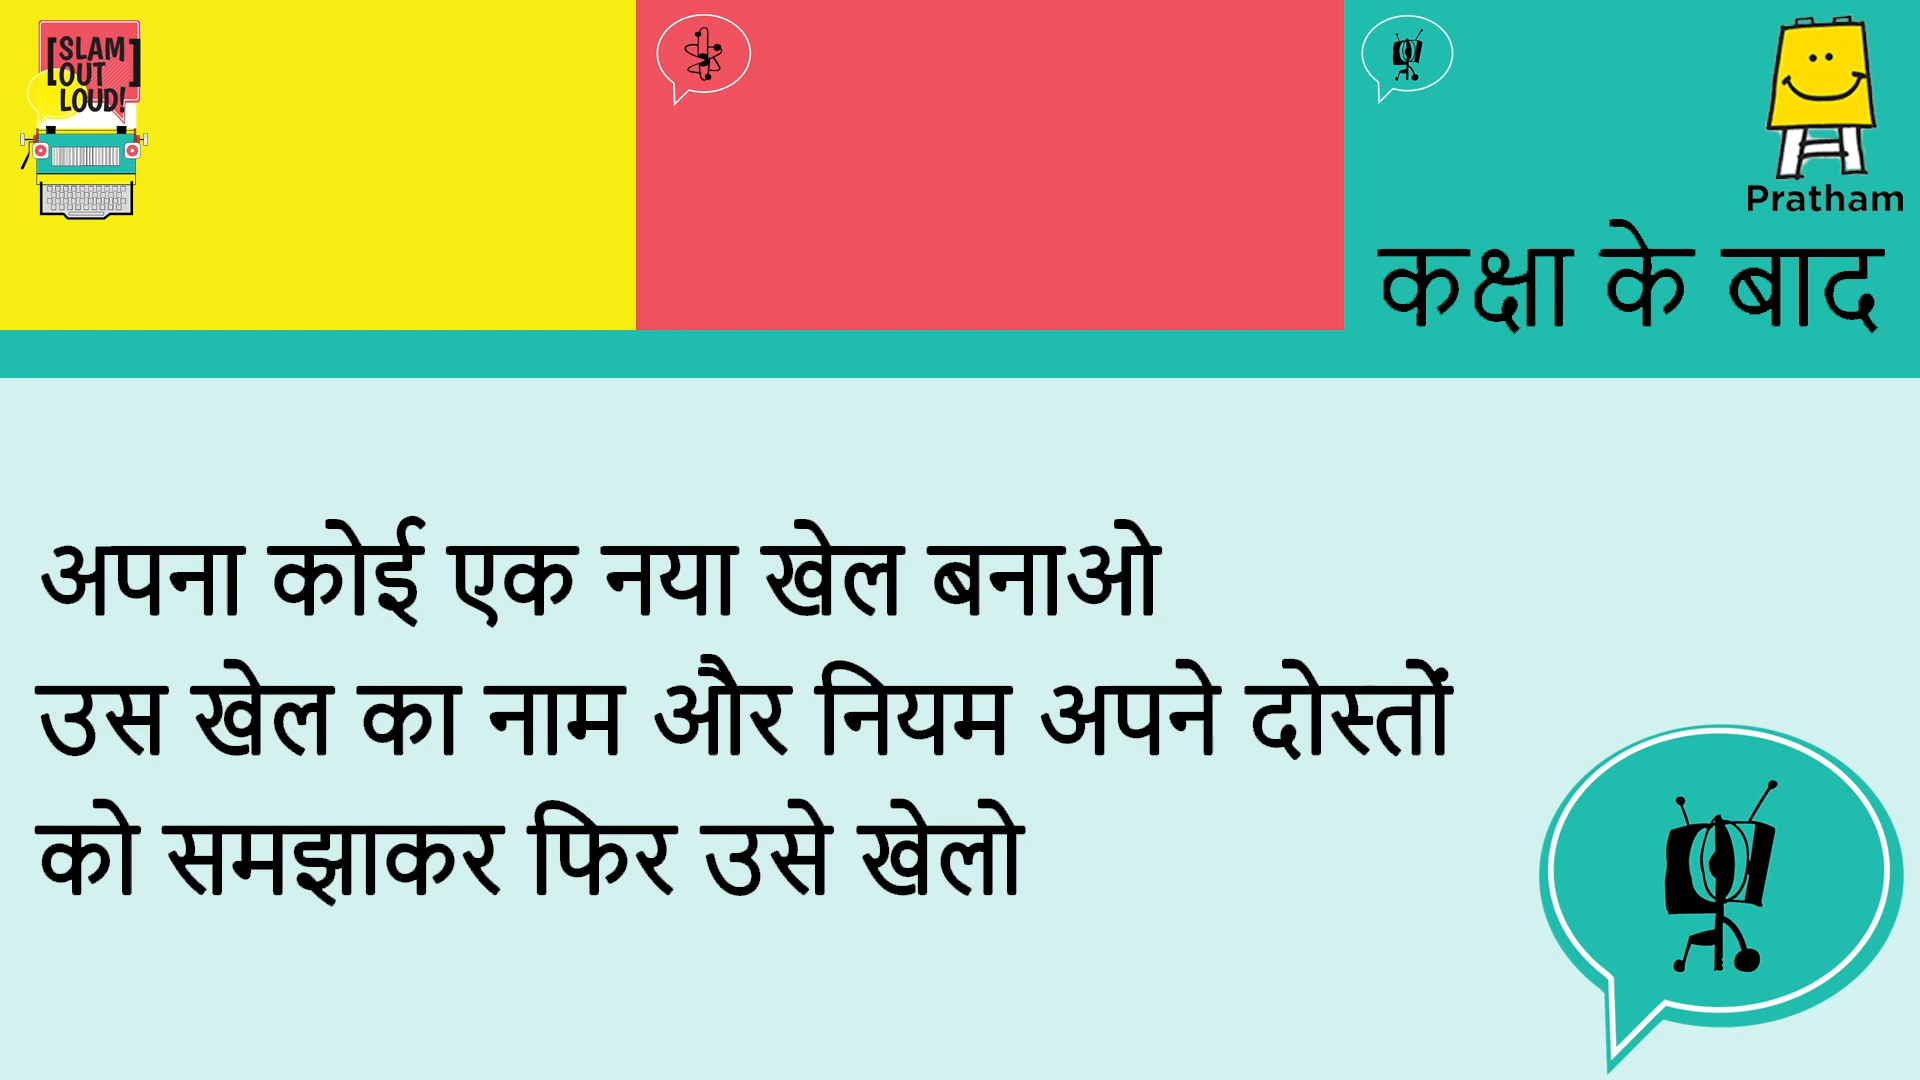 [SLAM
OUT
LOUD!]
Pratham
कक्षा के बाद
अपना कोई एक नया खेल बनाओ
उस खेल का नाम और नियम अपने दोस्तों
को समझाकर फिर उसे खेलो